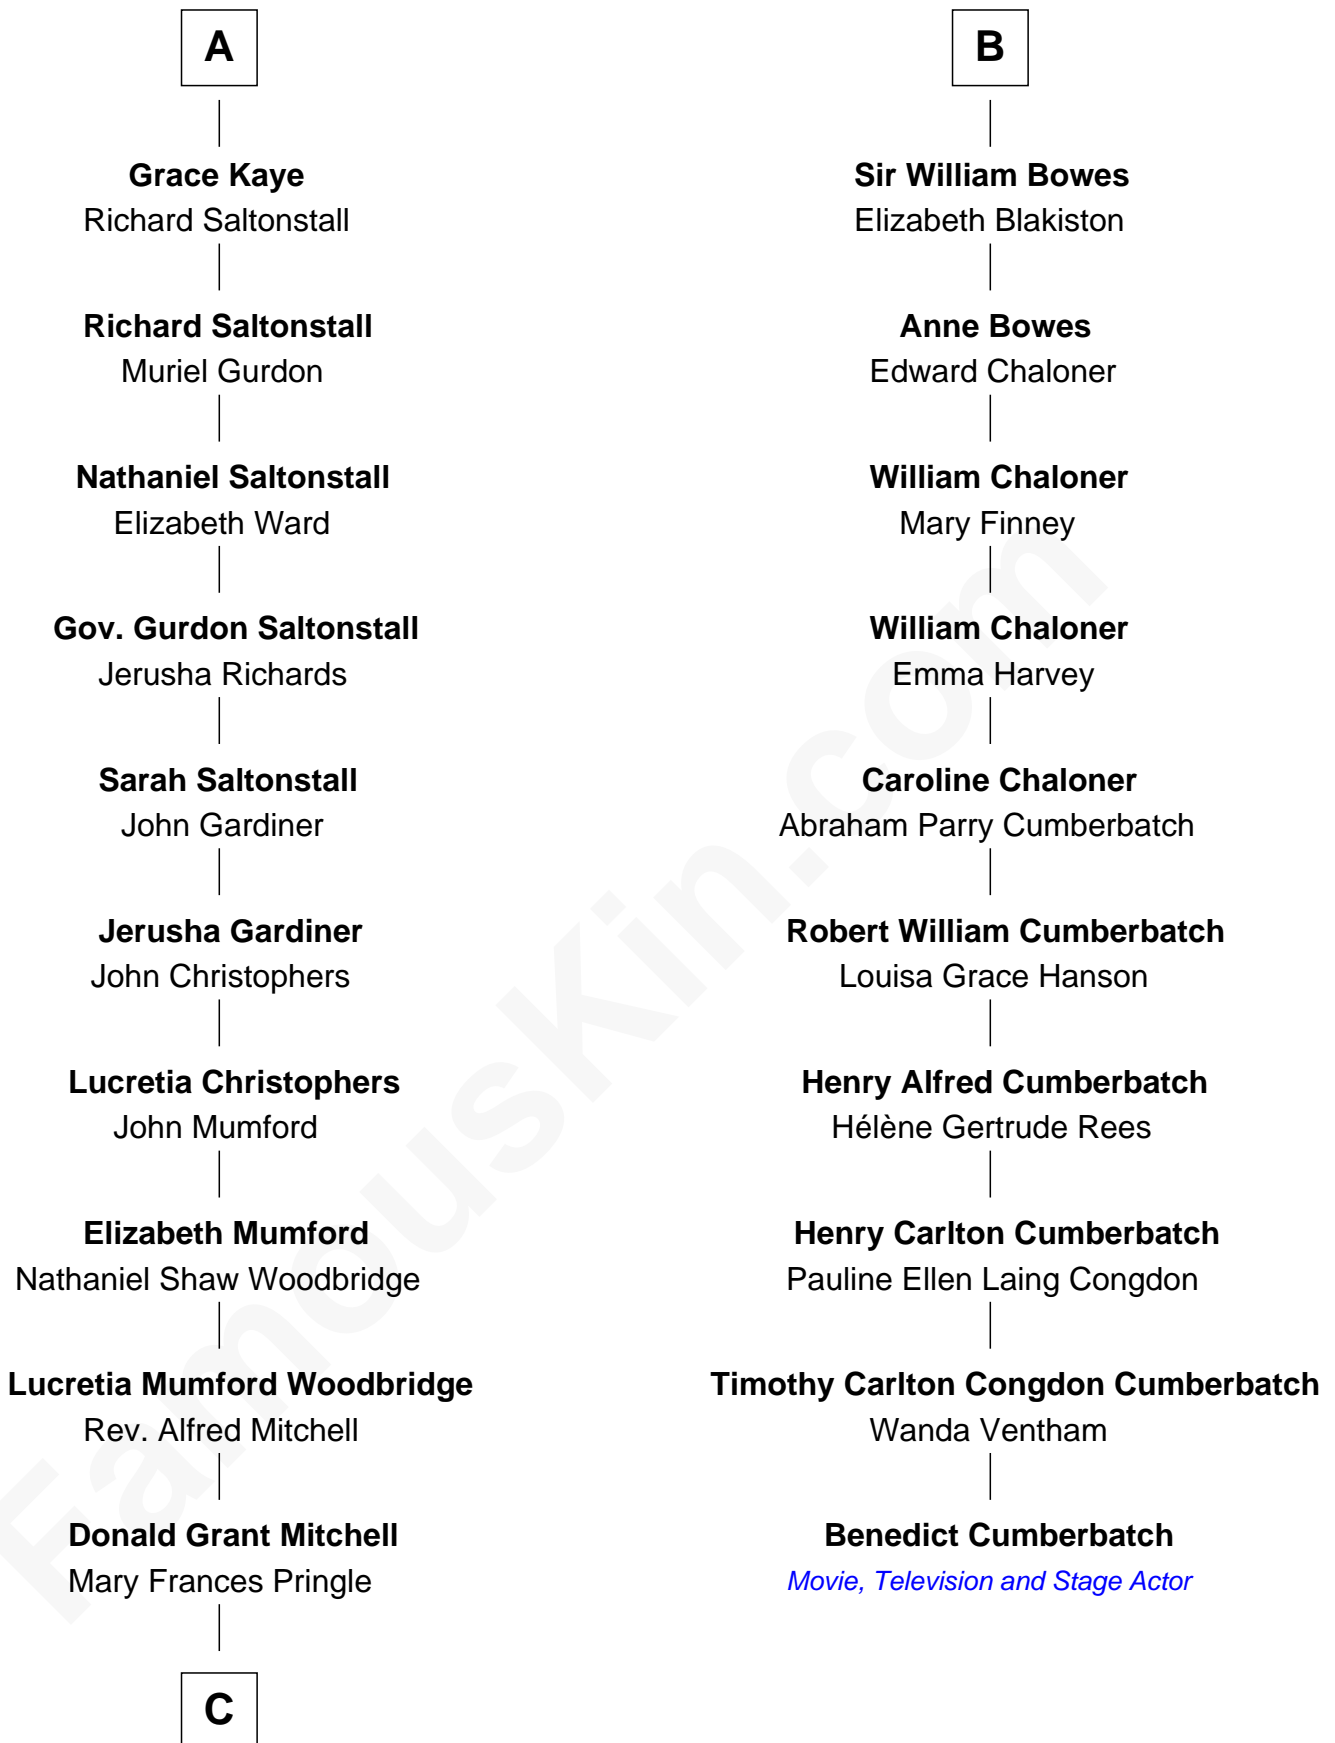 A
Grace Kaye
Richard Saltonstall
Richard Saltonstall
Muriel Gurdon
Nathaniel Saltonstall
Elizabeth Ward
Gov. Gurdon Saltonstall
Jerusha Richards
Sarah Saltonstall
John Gardiner
Jerusha Gardiner
John Christophers
Lucretia Christophers
John Mumford
Elizabeth Mumford
Nathaniel Shaw Woodbridge
Lucretia Mumford Woodbridge
Rev. Alfred Mitchell
Donald Grant Mitchell
Mary Frances Pringle
C
B
Sir William Bowes
Elizabeth Blakiston
Anne Bowes
Edward Chaloner
William Chaloner
Mary Finney
William Chaloner
Emma Harvey
Caroline Chaloner
Abraham Parry Cumberbatch
Robert William Cumberbatch
Louisa Grace Hanson
Henry Alfred Cumberbatch
Hélène Gertrude Rees
Henry Carlton Cumberbatch
Pauline Ellen Laing Congdon
Timothy Carlton Congdon Cumberbatch
Wanda Ventham
Benedict Cumberbatch
Movie, Television and Stage Actor
FamousKin.com